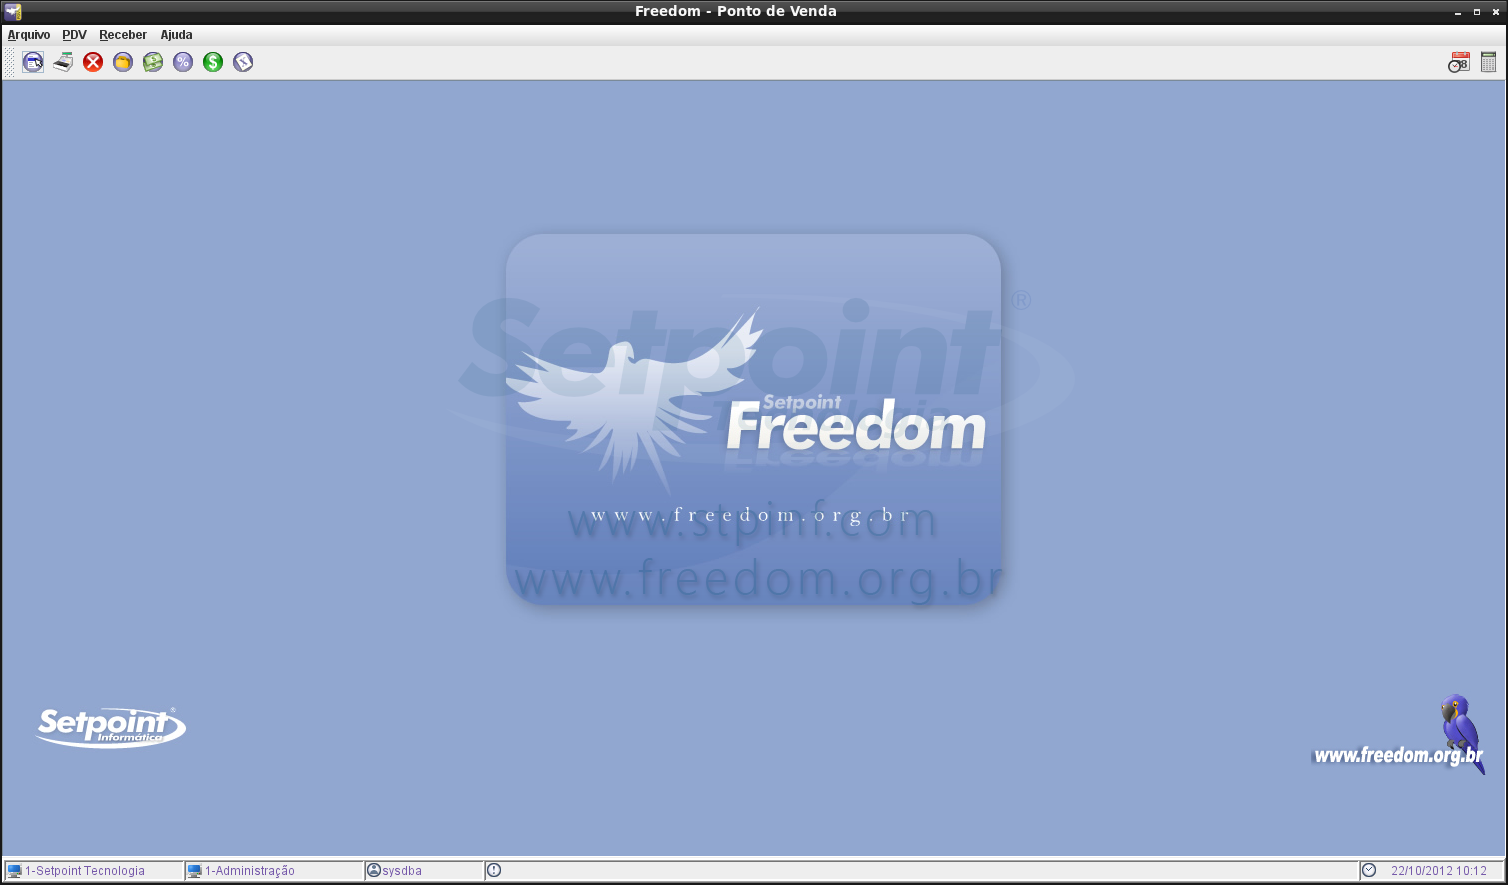 Freedom - Ponto de Venda
Arquivo PDV Receber Ajuda
%
$
8
Setpoint ®
Tecnologia
Setpoint
Freedom
www.freedom.org.br
www.stpinf.com
www.freedom.org.br
Setpoint ®
Informática
www.freedom.org.br
1-Setpoint Tecnologia 1-Administração sysdba 22/10/2012 10:12